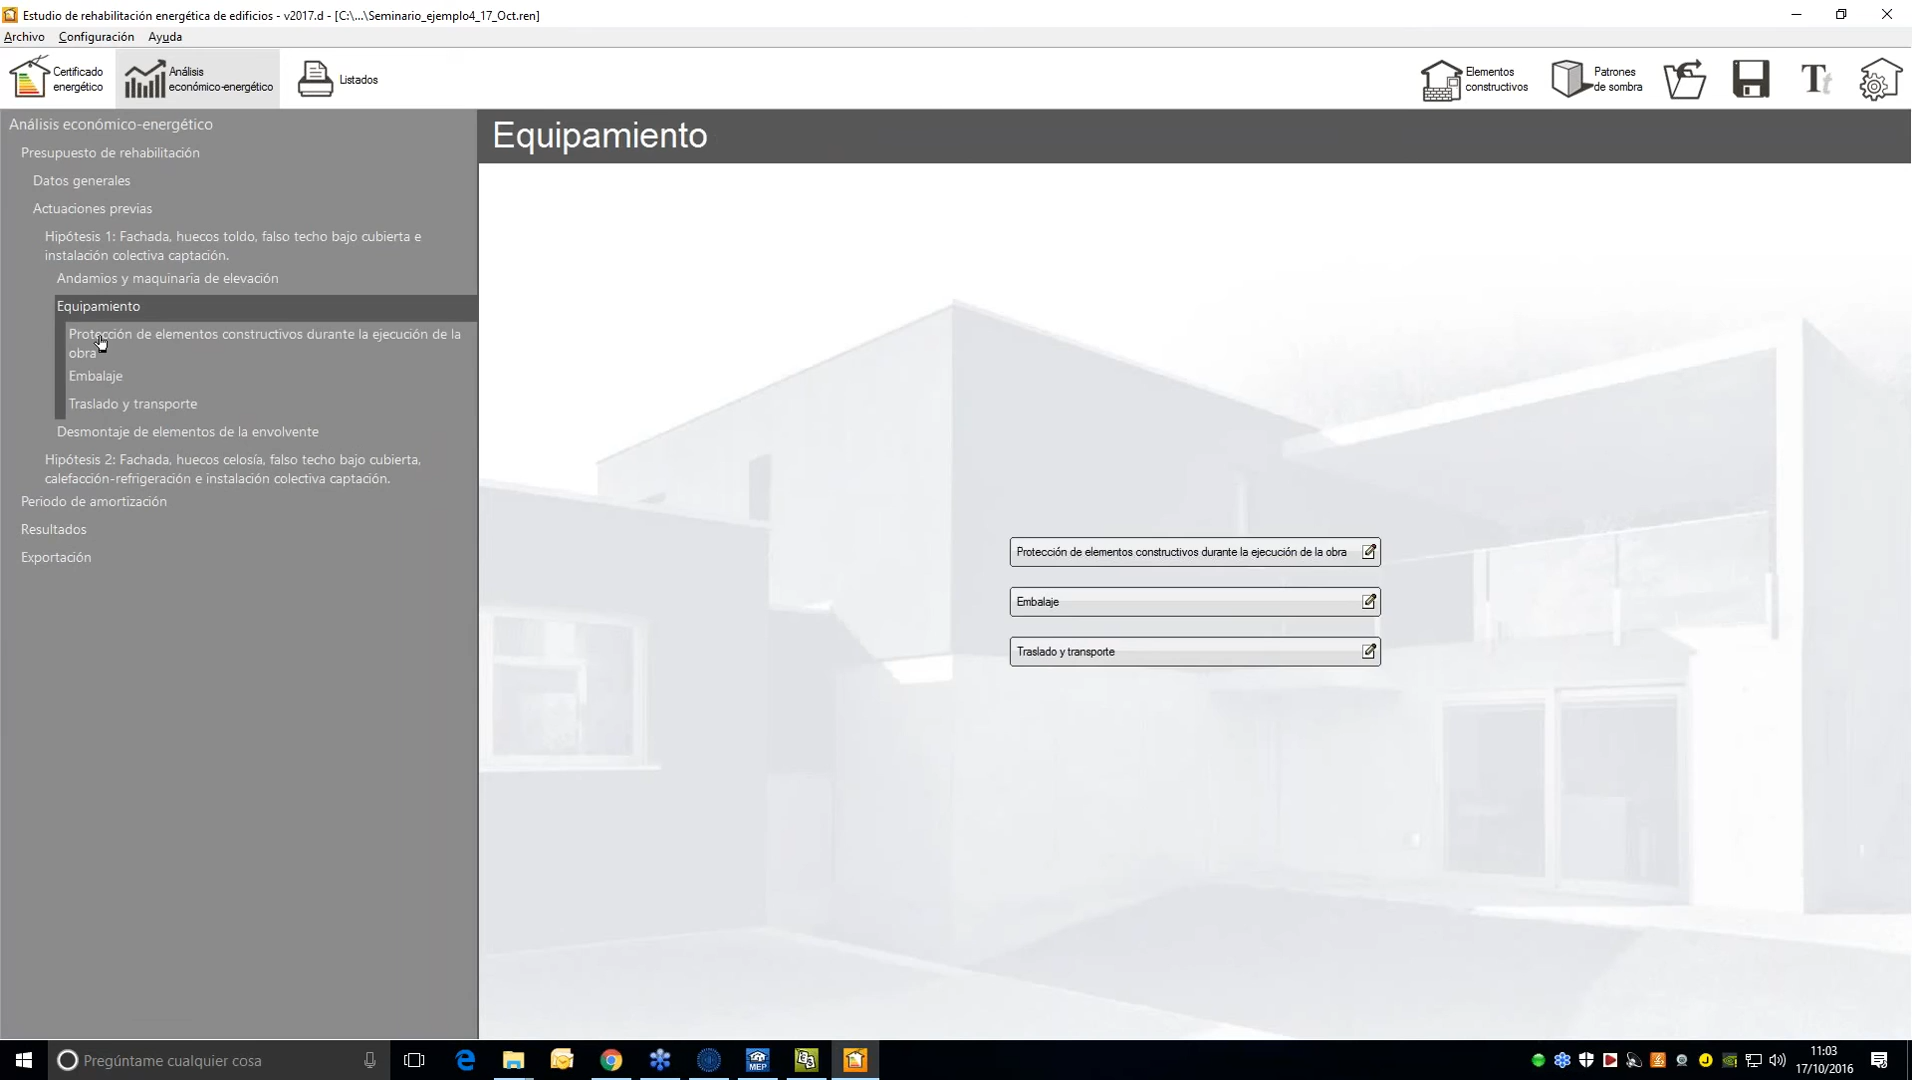 Estudio de rehabilitación energética de edificios - v2017.d - [C:\...\Seminario_ejemplo4_17_Oct.ren]
Archivo Configuración Ayuda
Certificado
energético
Análisis
económico-energético
Listados
Elementos
constructivos
Patrones
de sombra
Tt
Análisis económico-energético
Presupuesto de rehabilitación
Datos generales
Actuaciones previas
Hipótesis 1: Fachada, huecos toldo, falso techo bajo cubierta e
instalación colectiva captación.
Andamios y maquinaria de elevación
Equipamiento
Protección de elementos constructivos durante la ejecución de la
obra
Embalaje
Traslado y transporte
Desmontaje de elementos de la envolvente
Hipótesis 2: Fachada, huecos celosía, falso techo bajo cubierta,
calefacción-refrigeración e instalación colectiva captación.
Periodo de amortización
Resultados
Exportación
Equipamiento
Protección de elementos constructivos durante la ejecución de la obra
Embalaje
Traslado y transporte
Pregúntame cualquier cosa
MEP
11:03
17/10/2016